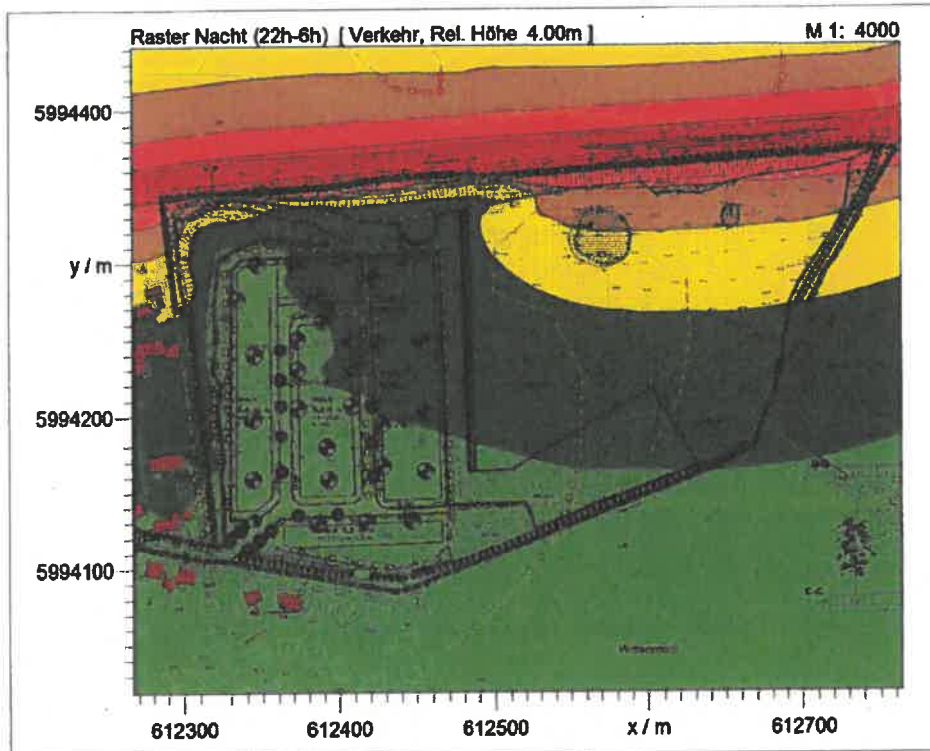 Raster Nacht (22h-6h) [ Verkehr, Rel. Höhe 4.00m ]
M 1: 4000
5994400
y / m
5994200
5994100
612300
612400
612500
x / m
612700